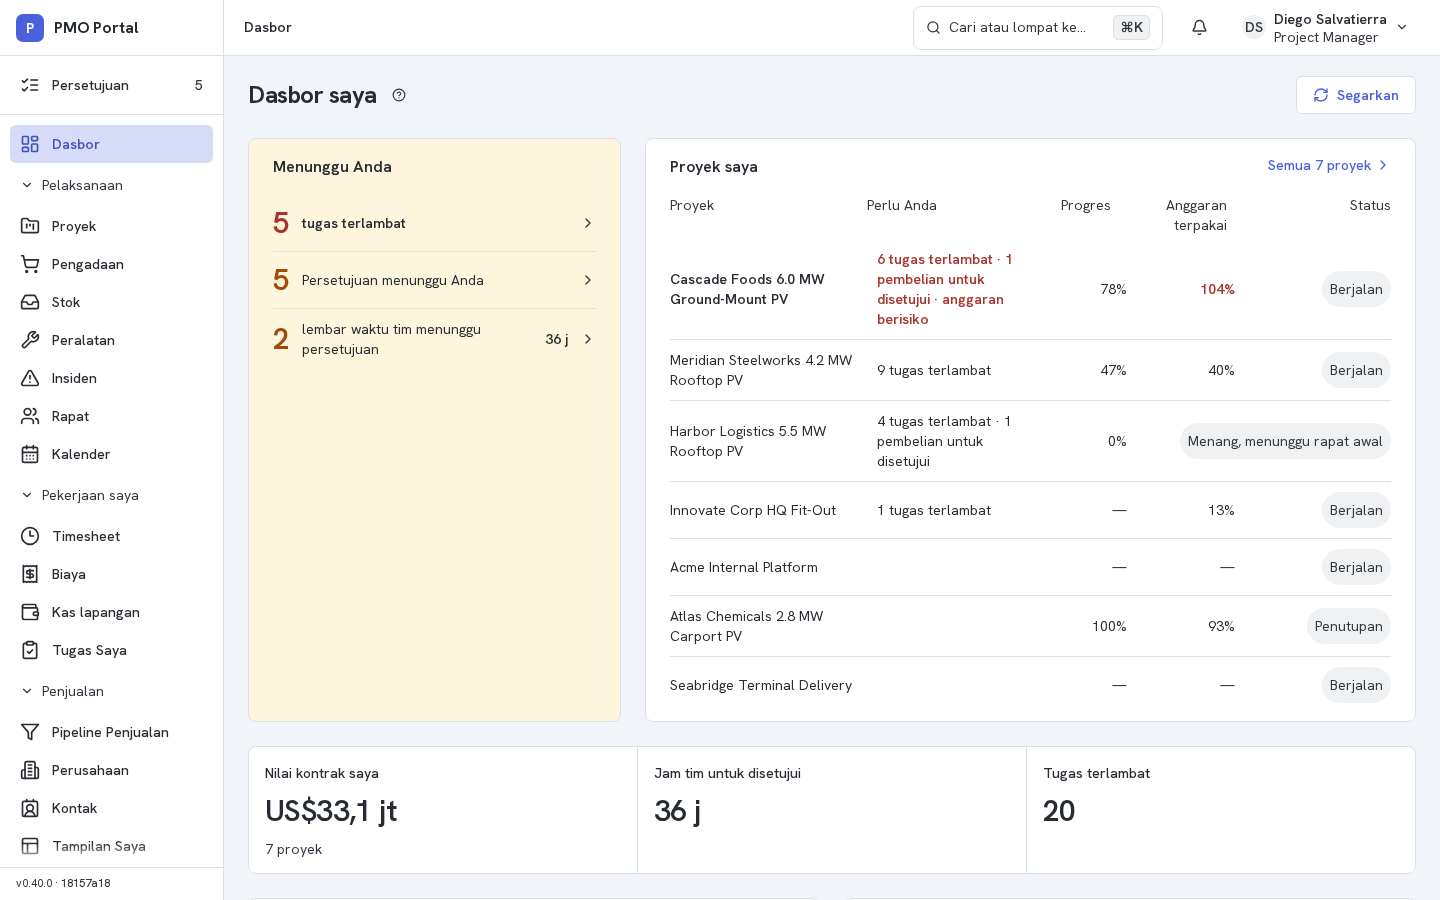 P PMO Portal
Dasbor
Cari atau lompat ke...
⌘K
DS
Diego Salvatierra
Project Manager
Persetujuan 5
Dasbor
Pelaksanaan
Proyek
Pengadaan
Stok
Peralatan
Insiden
Rapat
Kalender
Pekerjaan saya
Timesheet
Biaya
Kas lapangan
Tugas Saya
Penjualan
Pipeline Penjualan
Perusahaan
Kontak
Tampilan Saya
v0.40.0 · 18157a18
Dasbor saya
Segarkan
Menunggu Anda
5 tugas terlambat
5 Persetujuan menunggu Anda
2 lembar waktu tim menunggu
persetujuan
36 j
Proyek saya
Semua 7 proyek
Proyek Perlu Anda Progres Anggaran
terpakai
Status
Cascade Foods 6.0 MW
Ground-Mount PV
6 tugas terlambat · 1
pembelian untuk
disetujui · anggaran
berisiko
78% 104% Berjalan
Meridian Steelworks 4.2 MW
Rooftop PV
9 tugas terlambat 47% 40% Berjalan
Harbor Logistics 5.5 MW
Rooftop PV
4 tugas terlambat · 1
pembelian untuk
disetujui
0% Menang, menunggu rapat awal
Innovate Corp HQ Fit-Out 1 tugas terlambat — 13% Berjalan
Acme Internal Platform — — Berjalan
Atlas Chemicals 2.8 MW
Carport PV
100% 93% Penutupan
Seabridge Terminal Delivery — — Berjalan
Nilai kontrak saya
US$33,1 jt
7 proyek
Jam tim untuk disetujui
36 j
Tugas terlambat
20